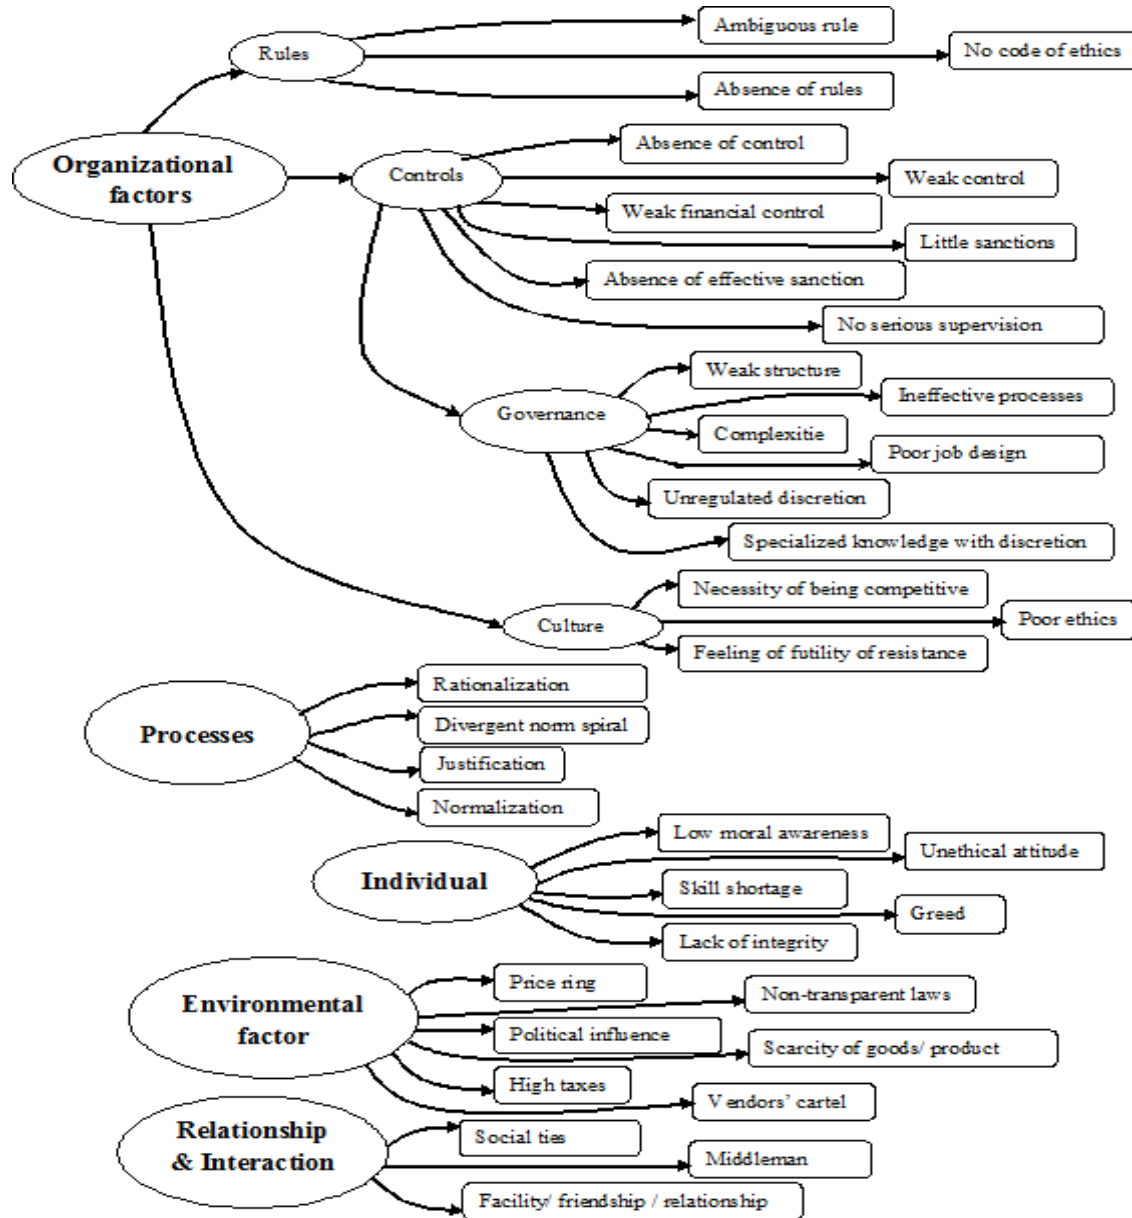 Ambiguous rule
Rules
No code of ethics
Absence of rules
Absence of control
Organizational
factors
Controls
Weak control
Weak financial control
Little sanctions
Absence of effective sanction
No serious supervision
Weak structure
Ineffective processes
Governance
Complexitie
Poor job design
Unregulated discretion
Specialized knowledge with discretion
Necessity of being competitive
Culture
Poor ethics
Feeling of futility of resistance
Rationalization
Divergent norm spiral
Processes
Justification
Normalization
Low moral awareness
Unethical attitude
Individual
Skill shortage
Greed
Lack of integrity
Price ring
Non-transparent laws
Environmental
factor
Political influence
Scarcity of goods/ product
High taxes
Vendors’ cartel
Relationship
& Interaction
Social ties
Middleman
Facility/ friendship / relationship